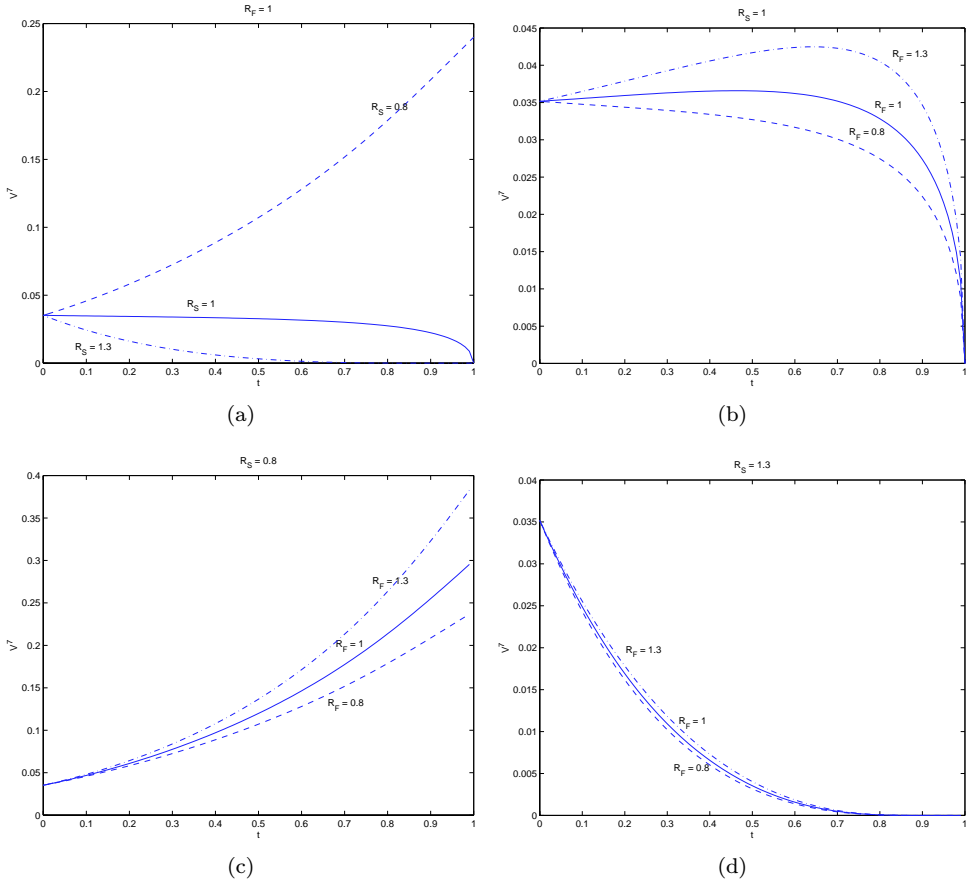 R_F = 1
0.25
0.2
0.15
0.1
0.05
0
V^7
R_S = 0.8
R_S = 1
R_S = 1.3
0 0.1 0.2 0.3 0.4 0.5 0.6 0.7 0.8 0.9 1
t
(a)
R_S = 1
0.045
0.04
0.035
0.03
0.025
0.02
0.015
0.01
0.005
0
V^7
R_F = 1.3
R_F = 1
R_F = 0.8
0 0.1 0.2 0.3 0.4 0.5 0.6 0.7 0.8 0.9 1
t
(b)
R_S = 0.8
0.4
0.35
0.3
0.25
0.2
0.15
0.1
0.05
0
V^7
R_F = 1.3
R_F = 1
R_F = 0.8
0 0.1 0.2 0.3 0.4 0.5 0.6 0.7 0.8 0.9 1
t
(c)
R_S = 1.3
0.04
0.035
0.03
0.025
0.02
0.015
0.01
0.005
0
V^7
R_F = 1.3
R_F = 1
R_F = 0.8
0 0.1 0.2 0.3 0.4 0.5 0.6 0.7 0.8 0.9 1
t
(d)